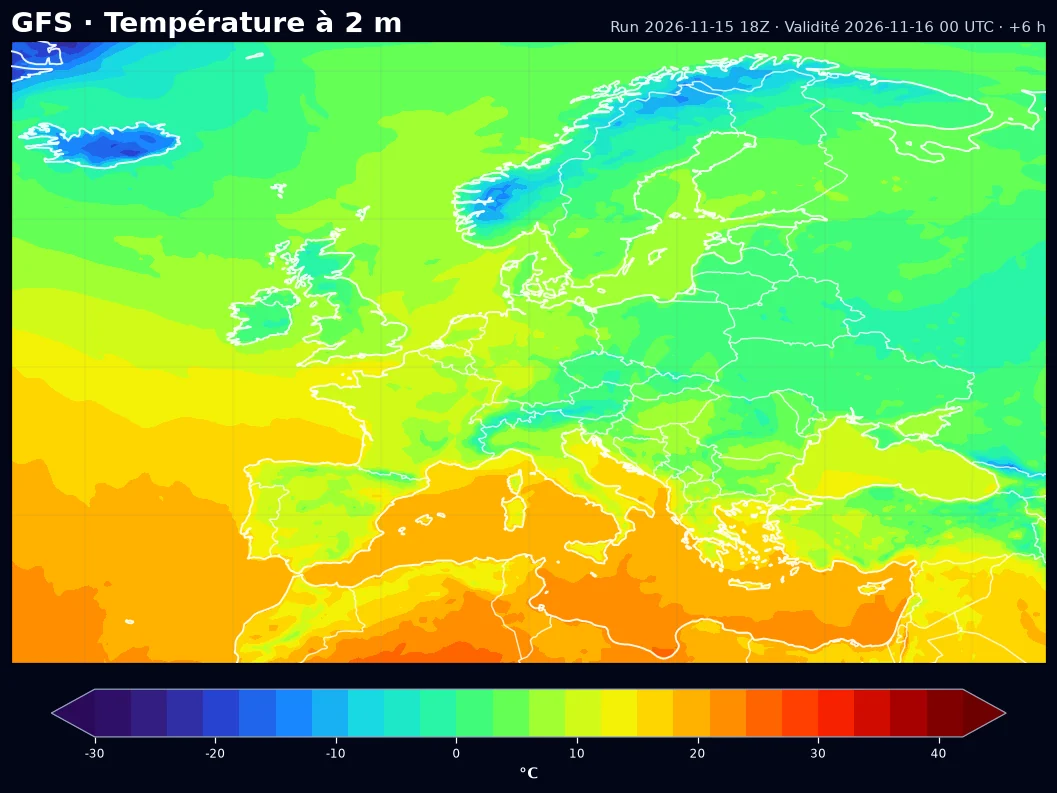 GFS · Température à 2 m
Run 2026-11-15 18Z · Validité 2026-11-16 00 UTC · +6 h
-30 -20 -10 0 10 20 30 40
°C